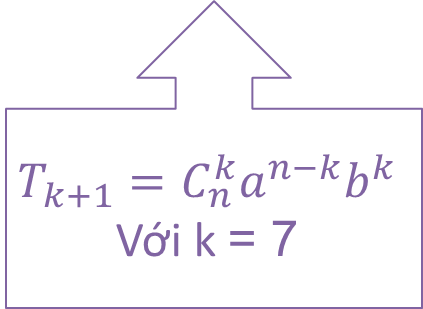 $T_{k+1} = C_n^k a^{n-k} b^k$
Với k = 7